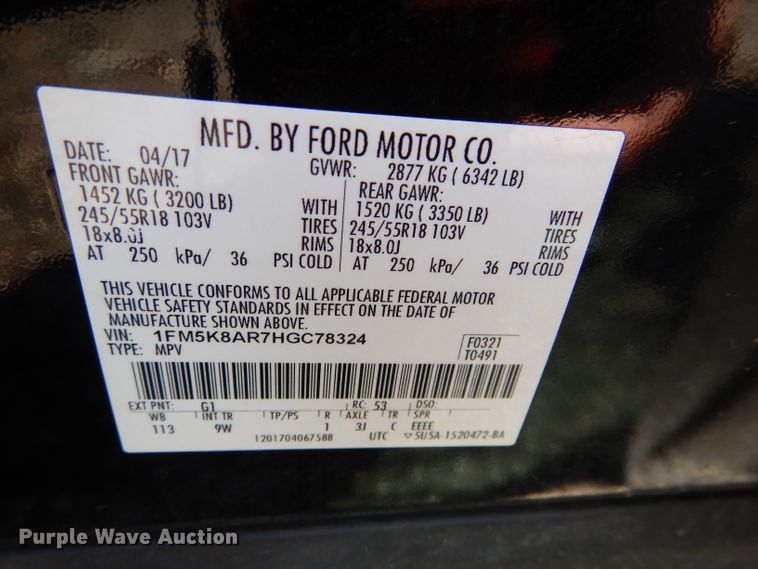 MFD. BY FORD MOTOR CO.
DATE: 04/17 GVWR: 2877 KG ( 6342 LB)
FRONT GAWR: REAR GAWR:
1452 KG ( 3200 LB) WITH 1520 KG ( 3350 LB) WITH
245/55R18 103V TIRES 245/55R18 103V TIRES
18x8.0J RIMS 18x8.0J RIMS
AT 250 kPa/ 36 PSI COLD AT 250 kPa/ 36 PSI COLD
THIS VEHICLE CONFORMS TO ALL APPLICABLE FEDERAL MOTOR
VEHICLE SAFETY STANDARDS IN EFFECT ON THE DATE OF
MANUFACTURE SHOWN ABOVE.
VIN: 1FM5K8AR7HGC78324 F0321
TYPE: MPV T0491
EXT PNT: G1 RC: 53 DSO:
WB INT TR TP/PS R AXLE TR SPR
113 9W 1 3J C EEEE
1201704067588 UTC ▽5U5A-1520472-BA
Purple Wave Auction